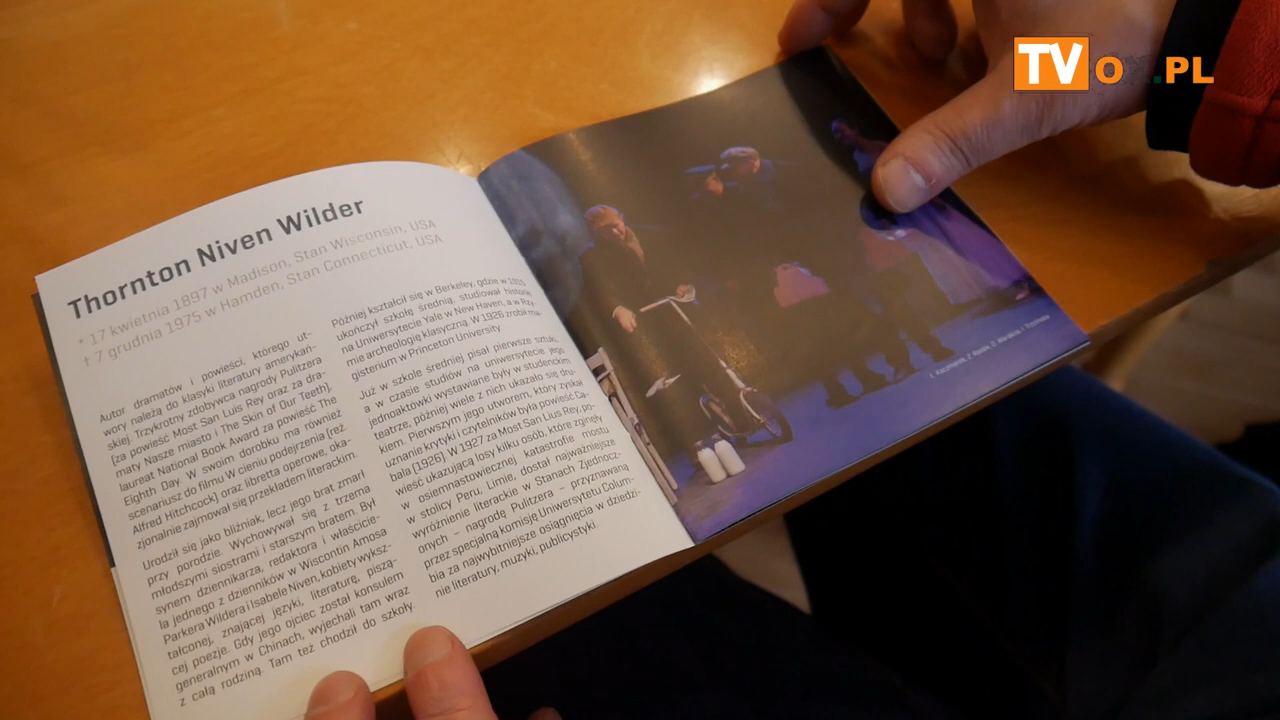 TVO .PL
Thornton Niven Wilder
* 17 kwietnia 1897 w Madison, Stan Wisconsin, USA
† 7 grudnia 1975 w Hamden, Stan Connecticut, USA
Autor dramatów i powieści, którego ut-
wory należą do klasyki literatury amerykań-
skiej. Trzykrotny zdobywca nagrody Pulitzera
[za powieść Most San Luis Rey oraz za dra-
maty Nasze miasto i The Skin of Our Teeth],
laureat National Book Award za powieść The
Eighth Day. W swoim dorobku ma również
scenariusz do filmu W cieniu podejrzenia [reż.
Alfred Hitchcock] oraz libretta operowe, oka-
zjonalnie zajmował się przekładem literackim.
Urodził się jako bliźniak, lecz jego brat zmarł
przy porodzie. Wychowywał się z trzema
młodszymi siostrami i starszym bratem. Był
synem dziennikarza, redaktora i właścicie-
la jednego z dzienników w Wiscontin Amosa
Parkera Wildera i Isabele Niven, kobiety wyksz-
tałconej, znającej języki, literaturę, piszą-
cej poezje. Gdy jego ojciec został konsulem
generalnym w Chinach, wyjechali tam wraz
z całą rodziną. Tam też chodził do szkoły.
Później kształcił się w Berkeley, gdzie w 1915
ukończył szkołę średnią, studiował historię
na Uniwersytecie Yale w New Haven, a w Rzy-
mie archeologię klasyczną. W 1926 zrobił ma-
gisterium w Princeton University.
Już w szkole średniej pisał pierwsze sztuki,
a w czasie studiów na uniwersytecie jego
jednoaktówki wystawiane były w studenckim
teatrze, później wiele z nich ukazało się dru-
kiem. Pierwszym jego utworem, który zyskał
uznanie krytyki i czytelników była powieść Ca-
bala [1926]. W 1927 za Most San Lius Rey, po-
wieść ukazującą losy kilku osób, które zginęły
w osiemnastowiecznej katastrofie mostu
w stolicy Peru, Limie, dostał najważniejsze
wyróżnienie literackie w Stanach Zjednocz-
onych – nagrodę Pulitzera – przyznawaną
przez specjalną komisję Uniwersytetu Colum-
bia za najwybitniejsze osiągnięcia w dziedzi-
nie literatury, muzyki, publicystyki.